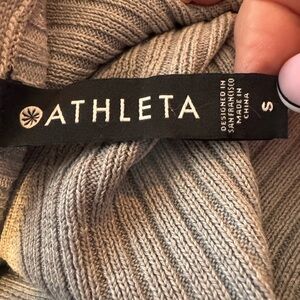 ATHLETA
DESIGNED IN
SAN FRANCISCO
MADE IN
CHINA
S